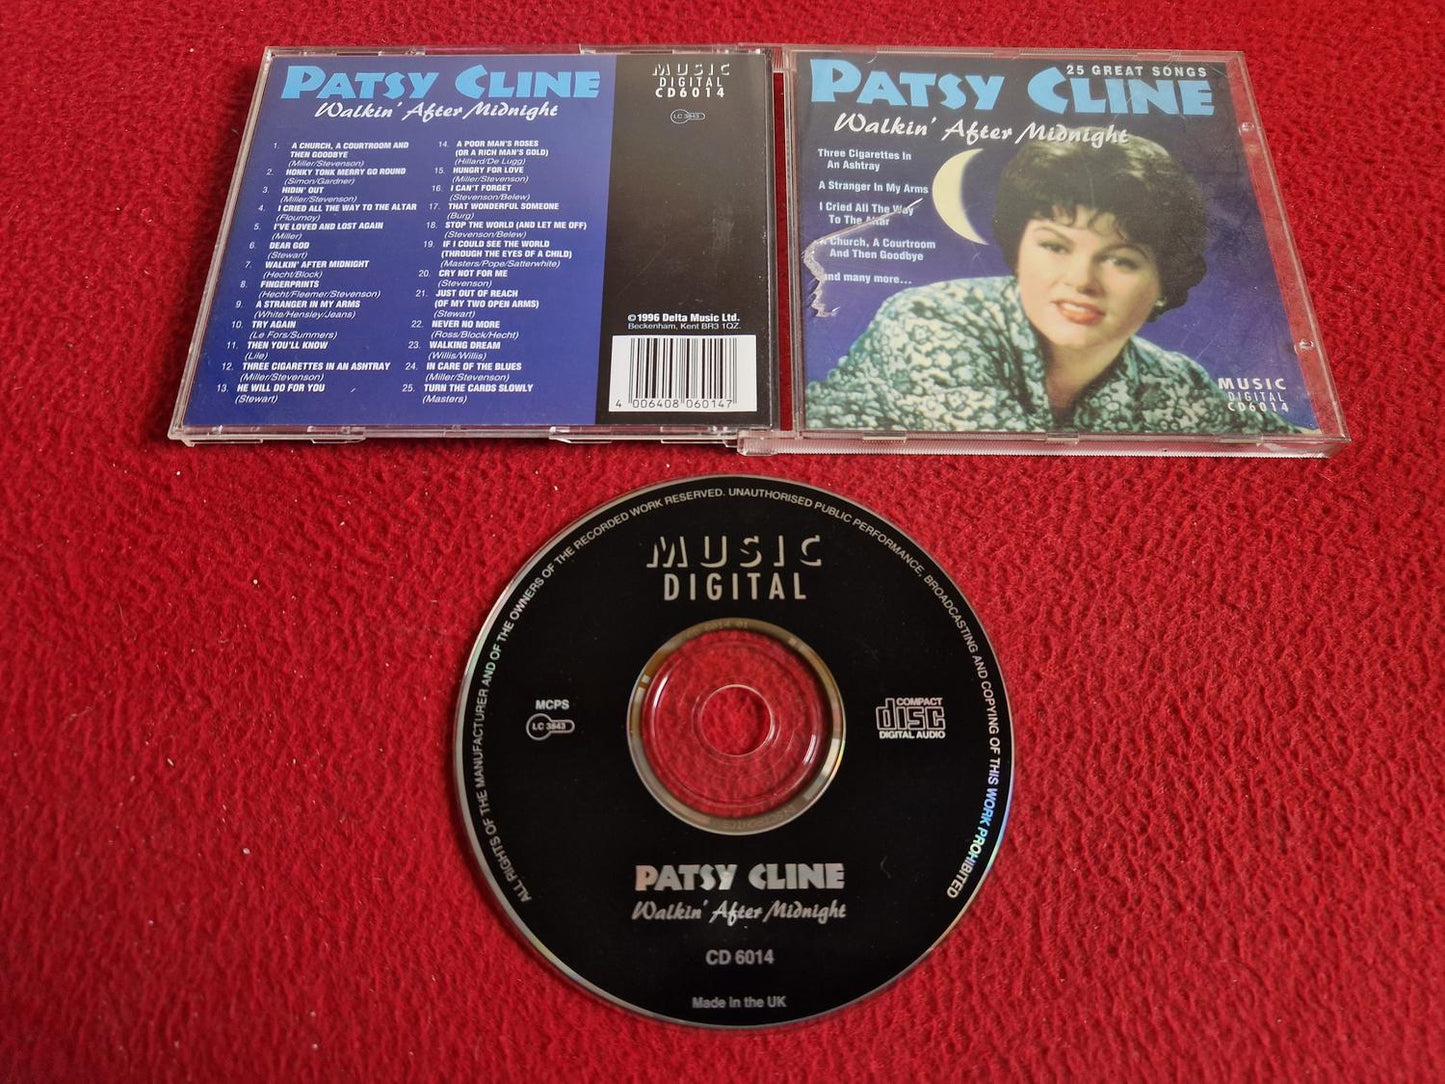 PATSY CLINE
Walkin' After Midnight
1. A CHURCH, A COURTROOM AND
THEN GOODBYE
(Miller/Stevenson)
2. HONKY TONK MERRY GO ROUND
(Simon/Gardner)
3. HIDIN' OUT
(Miller/Stevenson)
4. I CRIED ALL THE WAY TO THE ALTAR
(Flournoy)
5. I'VE LOVED AND LOST AGAIN
(Miller)
6. DEAR GOD
(Stewart)
7. WALKIN' AFTER MIDNIGHT
(Hecht/Block)
8. FINGERPRINTS
(Hecht/Fleemer/Stevenson)
9. A STRANGER IN MY ARMS
(White/Hensley/Jeans)
10. TRY AGAIN
(Le Fors/Summers)
11. THEN YOU'LL KNOW
(Lile)
12. THREE CIGARETTES IN AN ASHTRAY
(Miller/Stevenson)
13. HE WILL DO FOR YOU
(Stewart)
14. A POOR MAN'S ROSES
(OR A RICH MAN'S GOLD)
(Hillard/De Lugg)
15. HUNGRY FOR LOVE
(Miller/Stevenson)
16. I CAN'T FORGET
(Stevenson/Belew)
17. THAT WONDERFUL SOMEONE
(Burg)
18. STOP THE WORLD (AND LET ME OFF)
(Stevenson/Belew)
19. IF I COULD SEE THE WORLD
(THROUGH THE EYES OF A CHILD)
(Masters/Pope/Satterwhite)
20. CRY NOT FOR ME
(Stevenson)
21. JUST OUT OF REACH
(OF MY TWO OPEN ARMS)
(Stewart)
22. NEVER NO MORE
(Ross/Block/Hecht)
23. WALKING DREAM
(Willis/Willis)
24. IN CARE OF THE BLUES
(Miller/Stevenson)
25. TURN THE CARDS SLOWLY
(Masters)
MUSIC
DIGITAL
CD6014
LC 3843
©1996 Delta Music Ltd.
Beckenham, Kent BR3 1QZ.
4 006408 060147
25 GREAT SONGS
PATSY CLINE
Walkin' After Midnight
Three Cigarettes In
An Ashtray
A Stranger In My Arms
I Cried All The Way
To The Altar
A Church, A Courtroom
And Then Goodbye
and many more...
MUSIC
DIGITAL
CD6014
ALL RIGHTS OF THE MANUFACTURER AND OF THE OWNERS OF THE RECORDED WORK RESERVED. UNAUTHORISED PUBLIC PERFORMANCE, BROADCASTING AND COPYING OF THIS WORK PROHIBITED
MUSIC
DIGITAL
MCPS
LC 3843
COMPACT
disc
DIGITAL AUDIO
PATSY CLINE
Walkin' After Midnight
CD 6014
Made in the UK